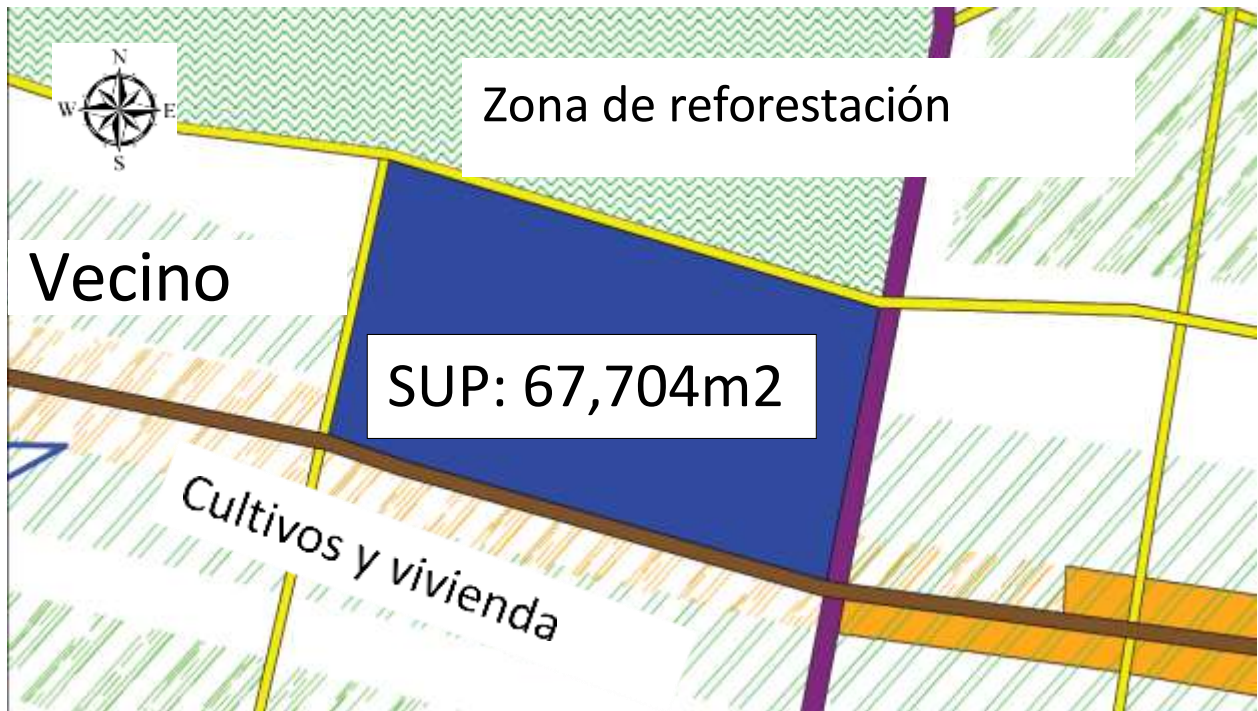 N
W E
S
Zona de reforestación
Vecino
SUP: 67,704m2
Cultivos y vivienda